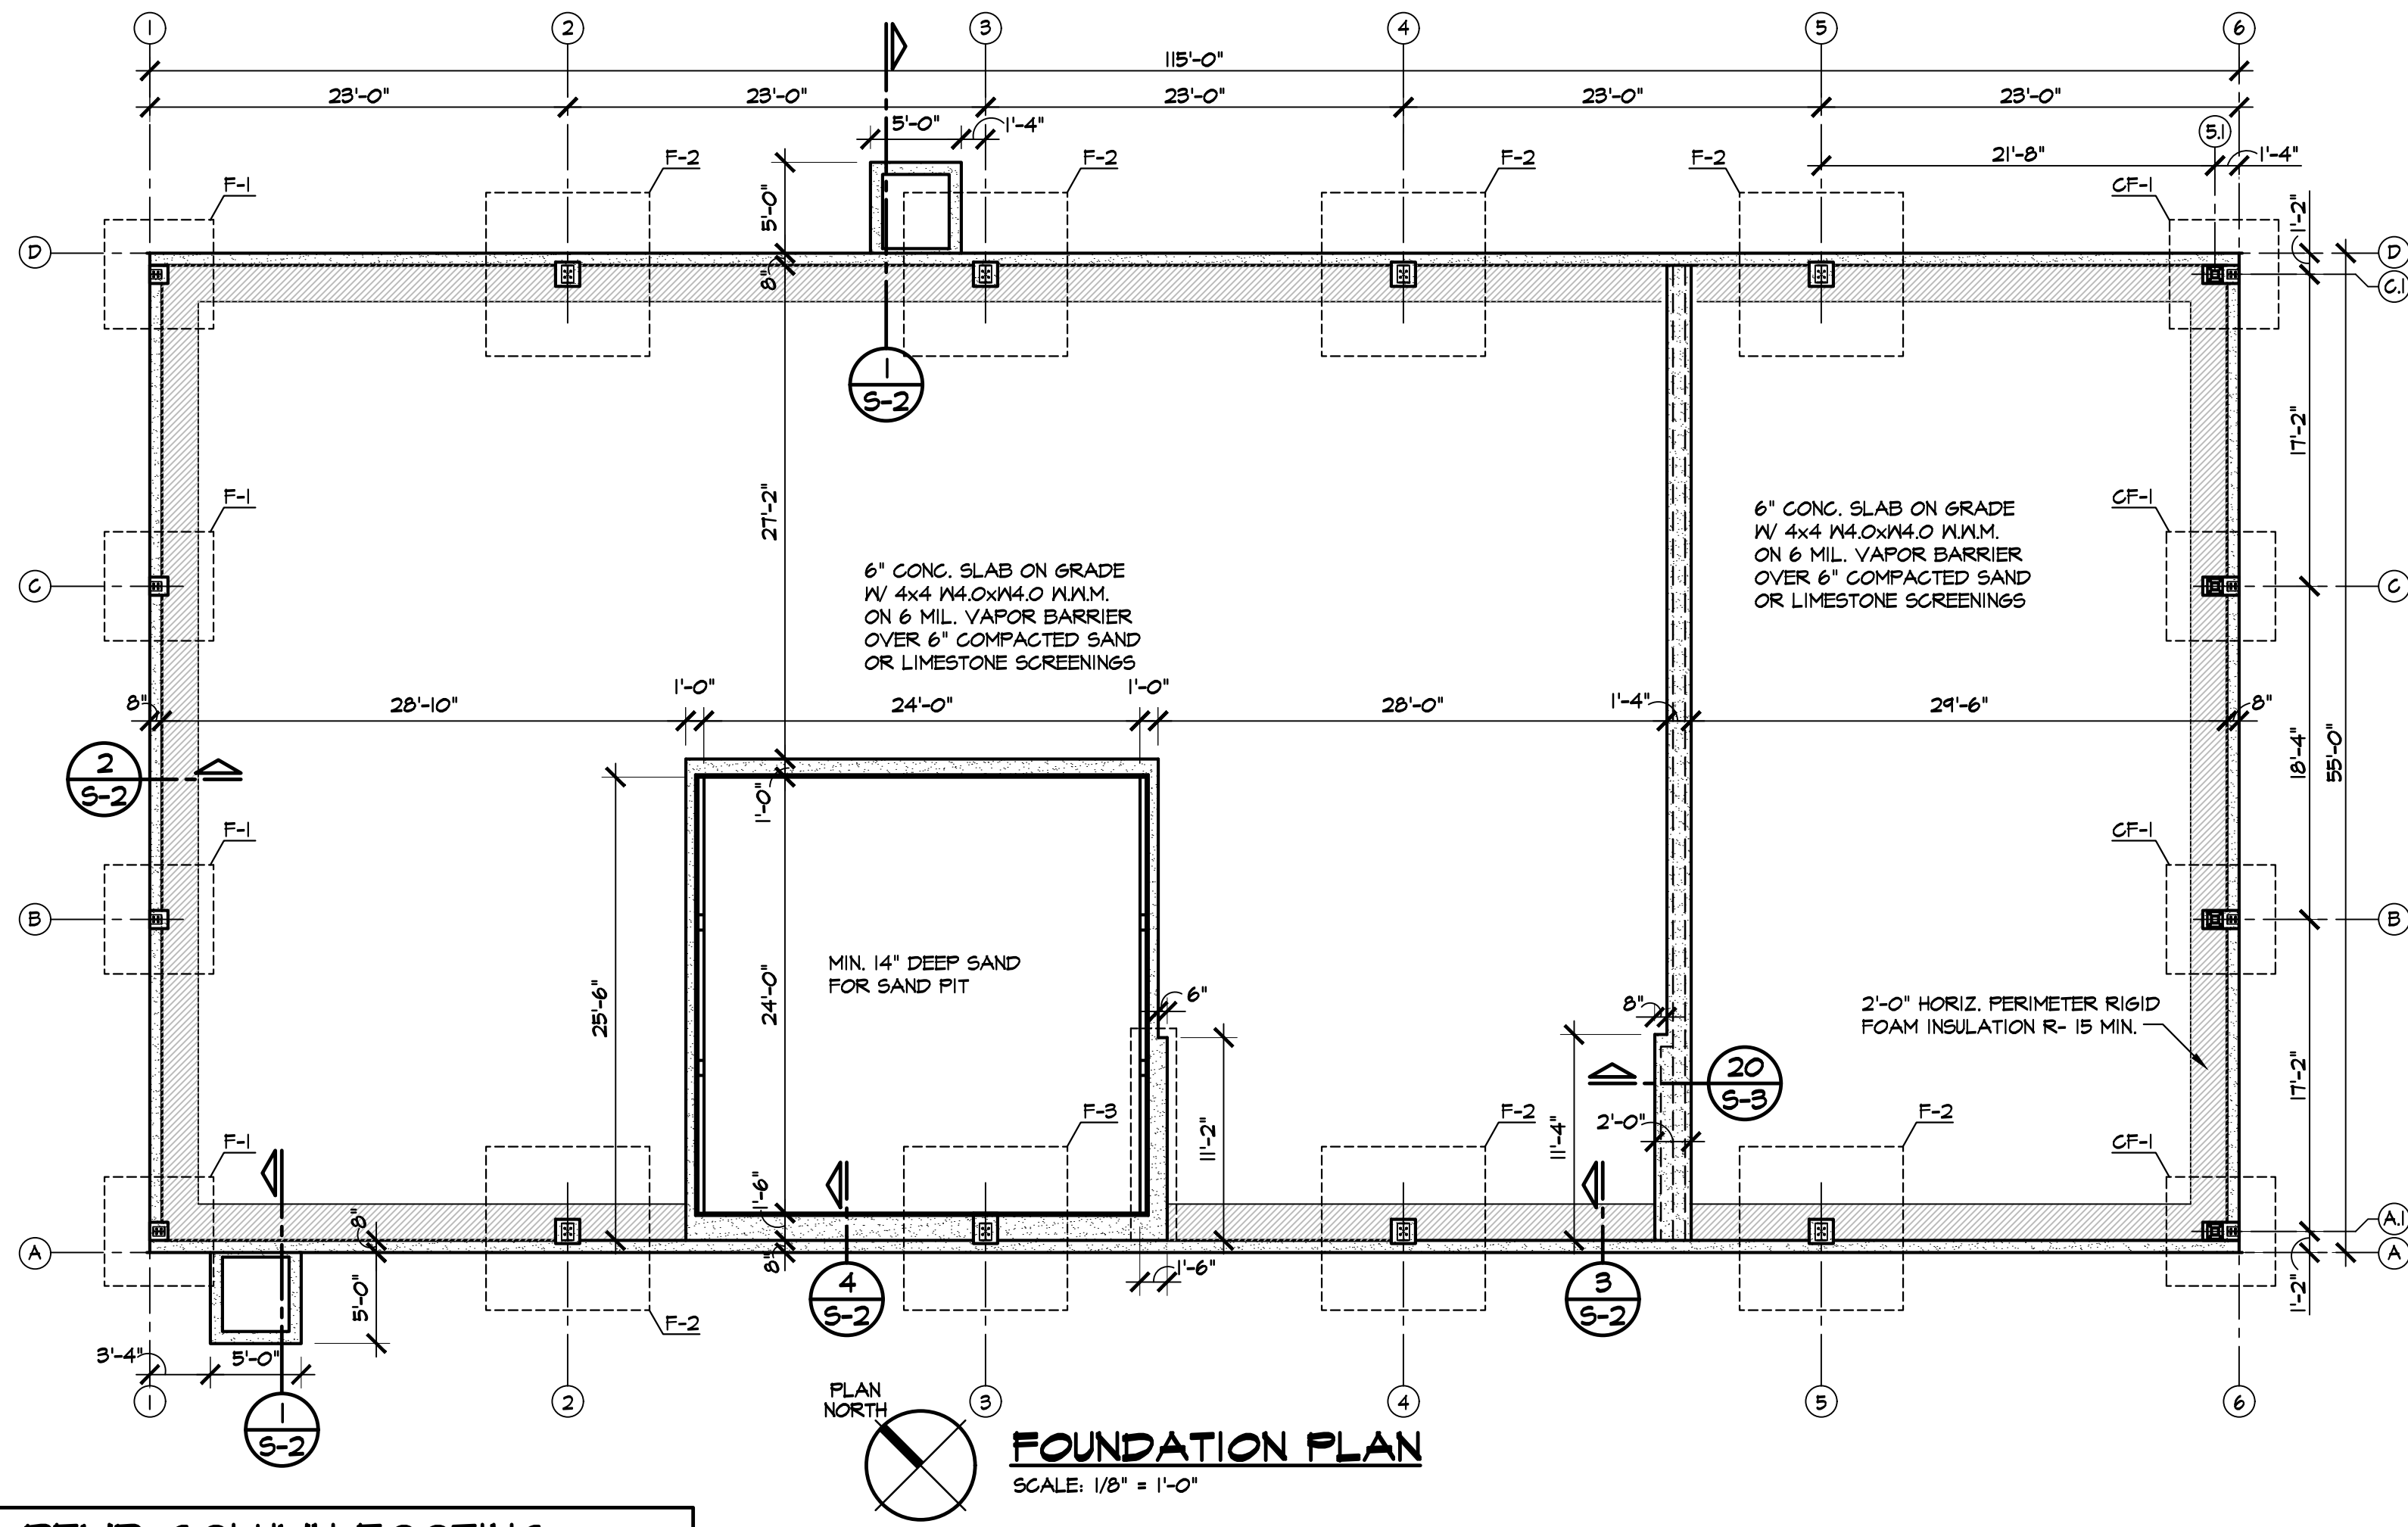 1 2 3 4 5 6
115'-0"
23'-0" 23'-0" 23'-0" 23'-0" 23'-0"
5'-0" 1'-4"
5.1
21'-8" 1'-4"
F-2 F-2 F-2 F-2
F-1 CF-1
5'-0" 1'-2"
D D
8" C.1
1
S-2
17'-2"
F-1 CF-1
27'-2"
6" CONC. SLAB ON GRADE
W/ 4x4 W4.0xW4.0 W.W.M.
ON 6 MIL. VAPOR BARRIER
OVER 6" COMPACTED SAND
OR LIMESTONE SCREENINGS
6" CONC. SLAB ON GRADE
W/ 4x4 W4.0xW4.0 W.W.M.
ON 6 MIL. VAPOR BARRIER
OVER 6" COMPACTED SAND
OR LIMESTONE SCREENINGS
C C
8" 28'-10" 1'-0" 24'-0" 1'-0" 28'-0" 1'-4" 29'-6" 8"
18'-4" 55'-0"
2
S-2
1'-0"
F-1 CF-1
B B
MIN. 14" DEEP SAND
FOR SAND PIT
25'-6" 24'-0"
6" 8"
2'-0" HORIZ. PERIMETER RIGID
FOAM INSULATION R- 15 MIN.
20
S-3
17'-2"
F-3 F-2 F-2
11'-2" 11'-4" 2'-0"
F-1 CF-1
1'-6"
8" A.1
A A
8"
1'-6"
4
S-2
3
S-2
5'-0" 1'-2"
F-2
3'-4" 5'-0"
1 2 3 4 5 6
1
S-2
PLAN
NORTH
FOUNDATION PLAN
SCALE: 1/8" = 1'-0"